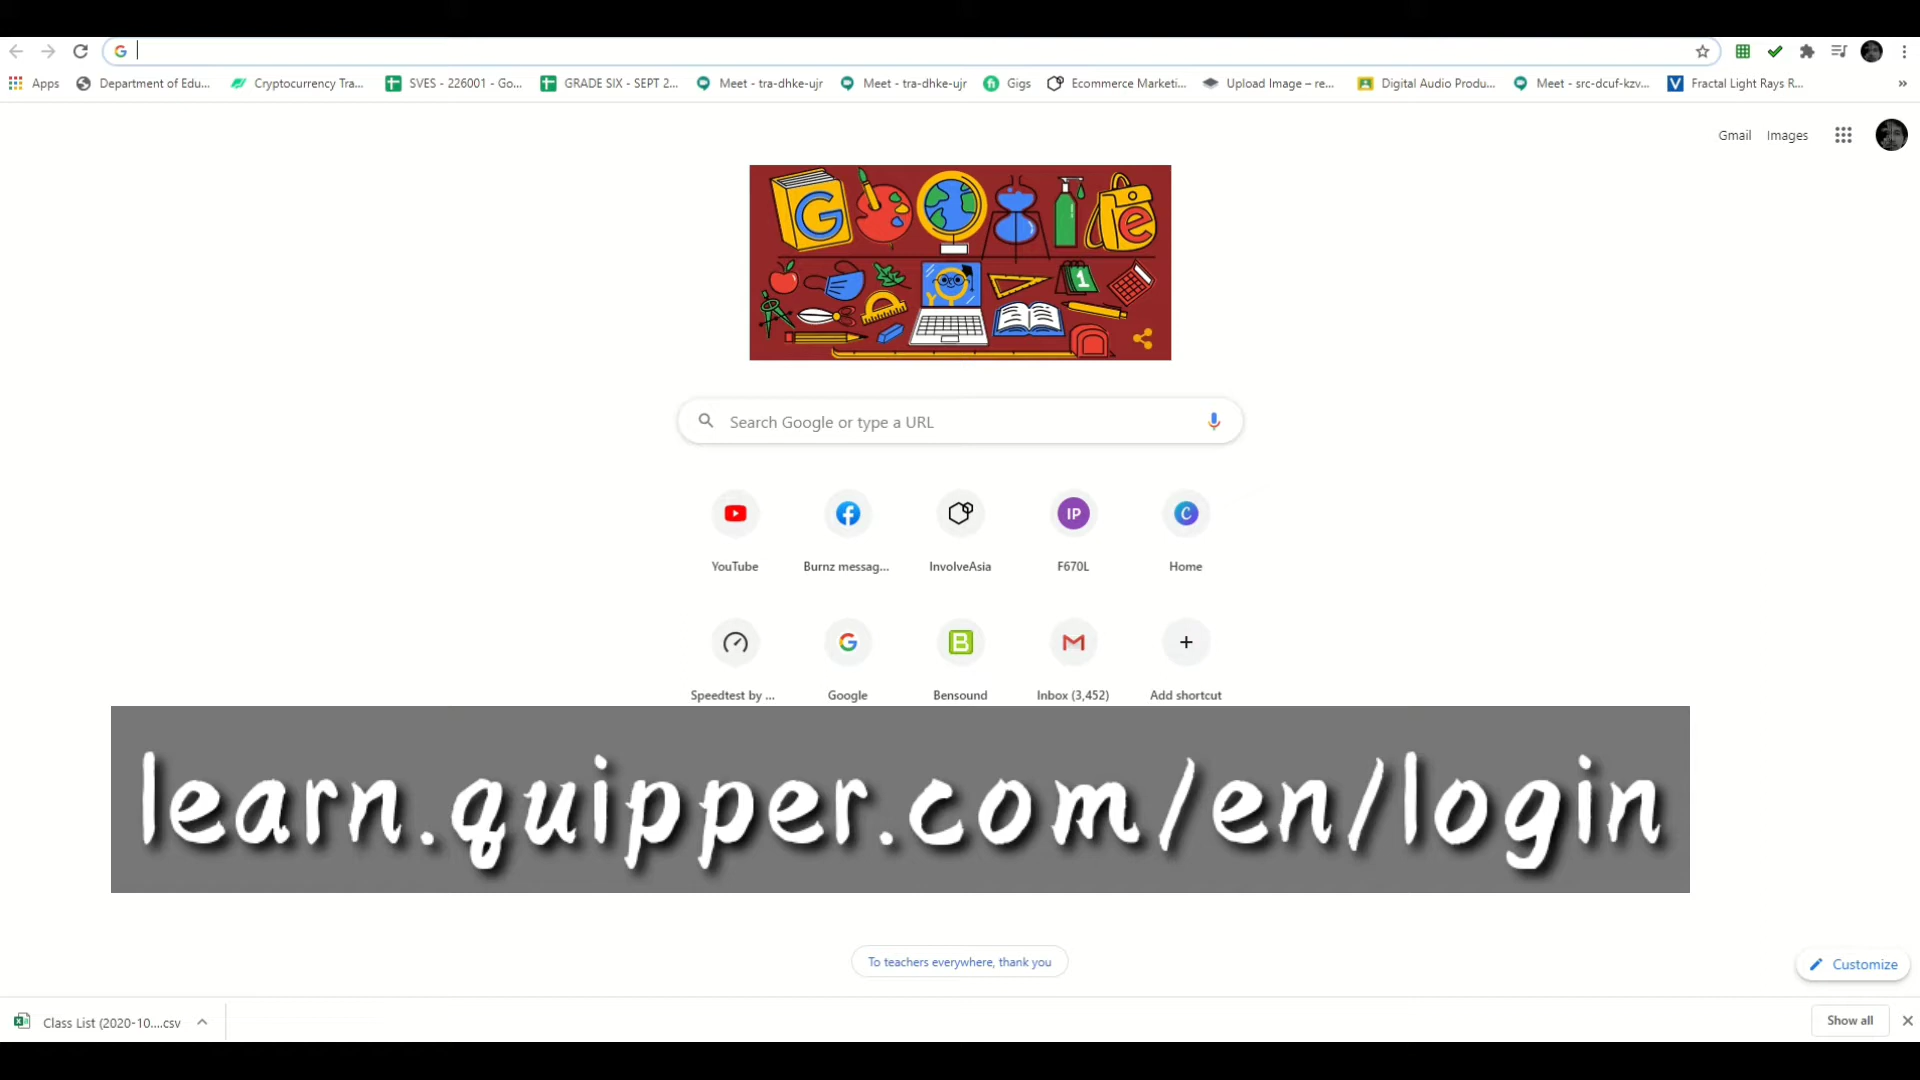 Apps Department of Edu... Cryptocurrency Tra... SVES - 226001 - Go... GRADE SIX - SEPT 2... Meet - tra-dhke-ujr Meet - tra-dhke-ujr Gigs Ecommerce Marketi... Upload Image – re... Digital Audio Produ... Meet - src-dcuf-kzv... Fractal Light Rays R... »
Gmail Images
G e
1
Search Google or type a URL
IP
YouTube Burnz messag... InvolveAsia F670L Home
Speedtest by ... Google Bensound Inbox (3,452) Add shortcut
learn.quipper.com/en/login
To teachers everywhere, thank you
Customize
Class List (2020-10....csv Show all